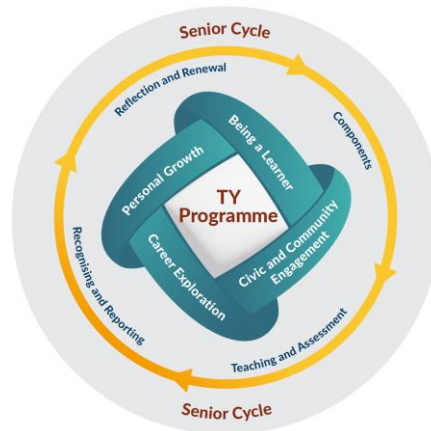 Senior Cycle
Reflection and Renewal
Components
Being a Learner
Personal Growth
TY
Programme
Civic and Community
Engagement
Career Exploration
Recognising and Reporting
Teaching and Assessment
Senior Cycle